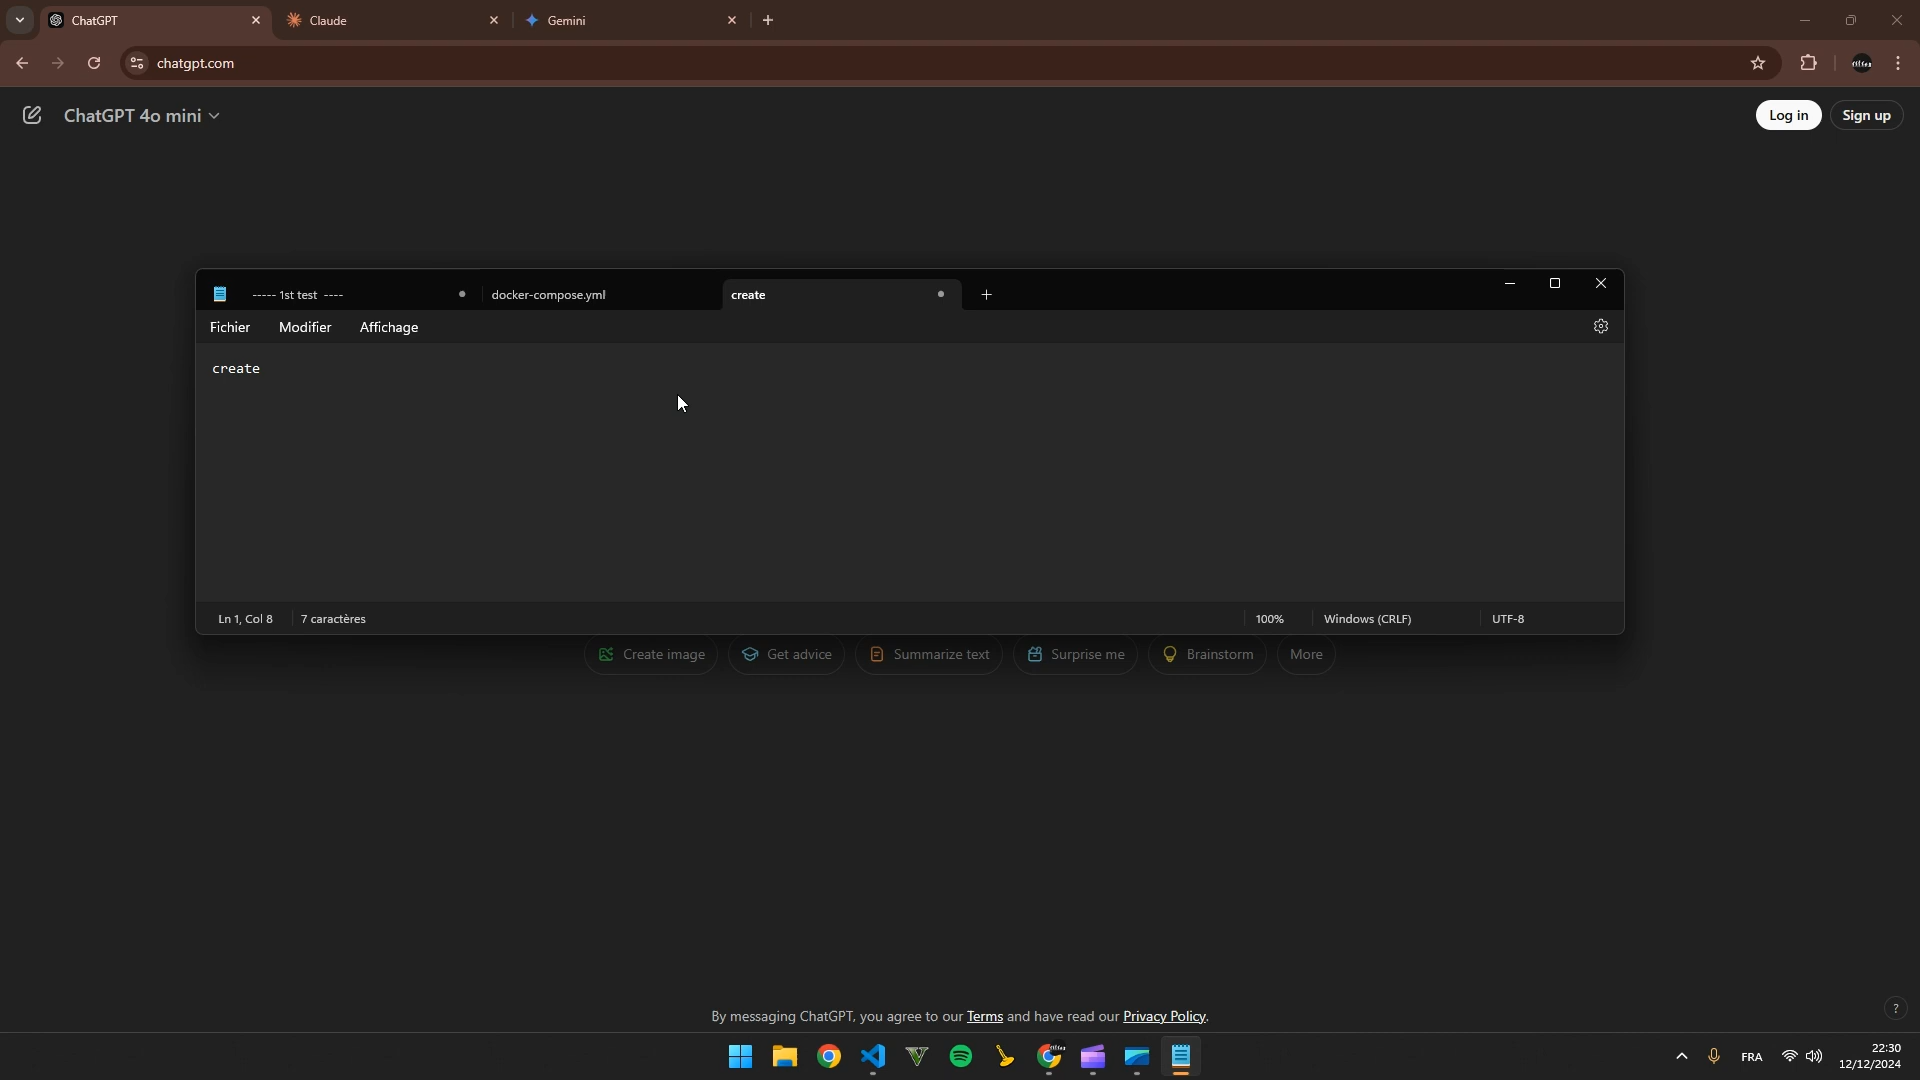 ChatGPT
Claude
Gemini
chatgpt.com
ChatGPT 4o mini
Log in
Sign up
----- 1st test ----
docker-compose.yml
create
Fichier
Modifier
Affichage
create
Ln 1, Col 8
7 caractères
100%
Windows (CRLF)
UTF-8
Create image
Get advice
Summarize text
Surprise me
Brainstorm
More
By messaging ChatGPT, you agree to our Terms and have read our Privacy Policy.
?
FRA
22:30
12/12/2024